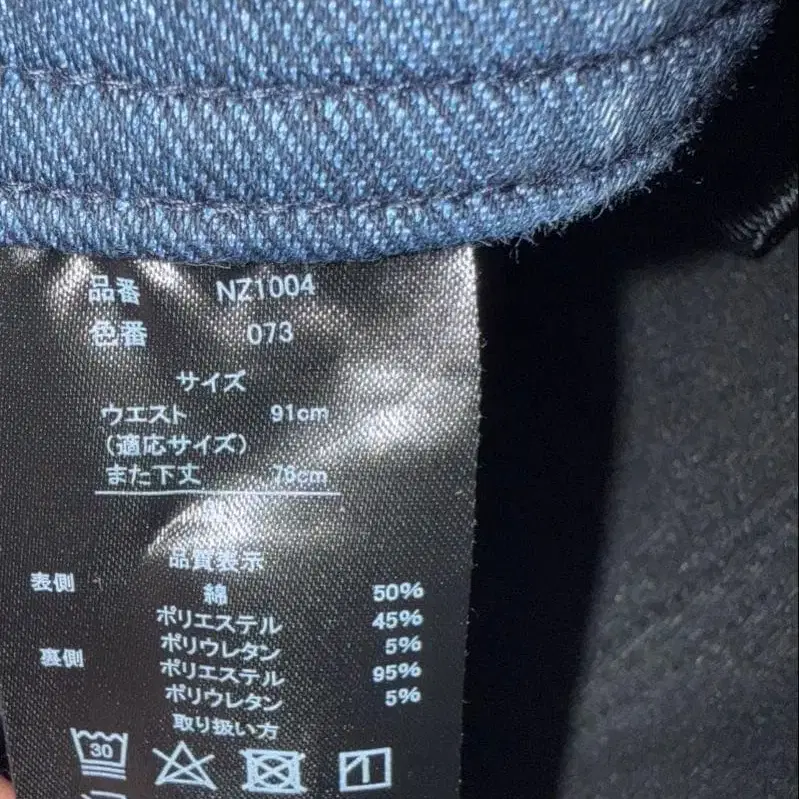 品番 NZ1004
色番 073
サイズ
ウエスト 91cm
(適応サイズ)
また下丈 76cm
品質表示
表側 綿 50%
ポリエステル 45%
ポリウレタン 5%
裏側 ポリエステル 95%
ポリウレタン 5%
取り扱い方
30